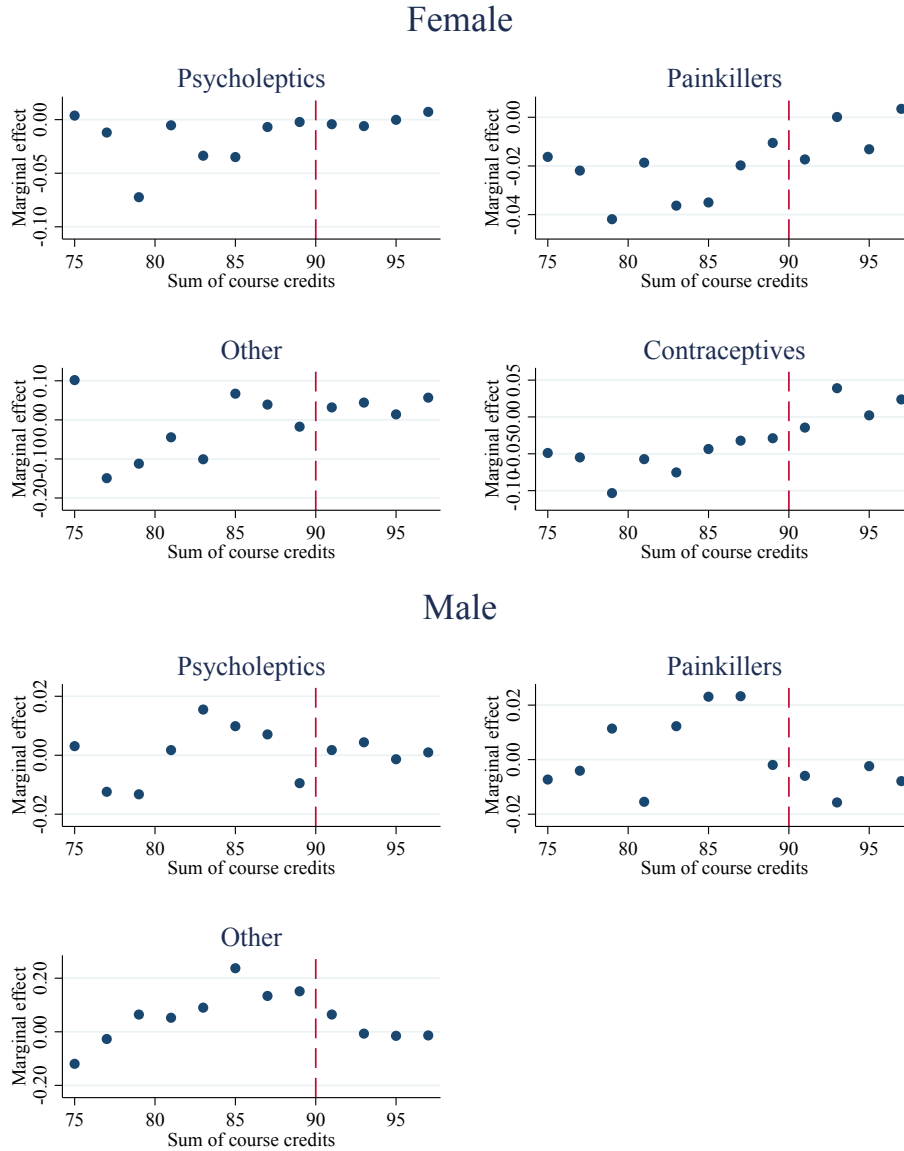 Female
Psycholeptics
Marginal effect
0.00
-0.05
-0.10
75 80 85 90 95
Sum of course credits
Painkillers
Marginal effect
0.00
-0.02
-0.04
75 80 85 90 95
Sum of course credits
Other
Marginal effect
0.10
0.00
-0.10
-0.20
75 80 85 90 95
Sum of course credits
Contraceptives
Marginal effect
0.05
0.00
-0.05
-0.10
75 80 85 90 95
Sum of course credits
Male
Psycholeptics
Marginal effect
0.02
0.00
-0.02
75 80 85 90 95
Sum of course credits
Painkillers
Marginal effect
0.02
0.00
-0.02
75 80 85 90 95
Sum of course credits
Other
Marginal effect
0.20
0.00
-0.20
75 80 85 90 95
Sum of course credits